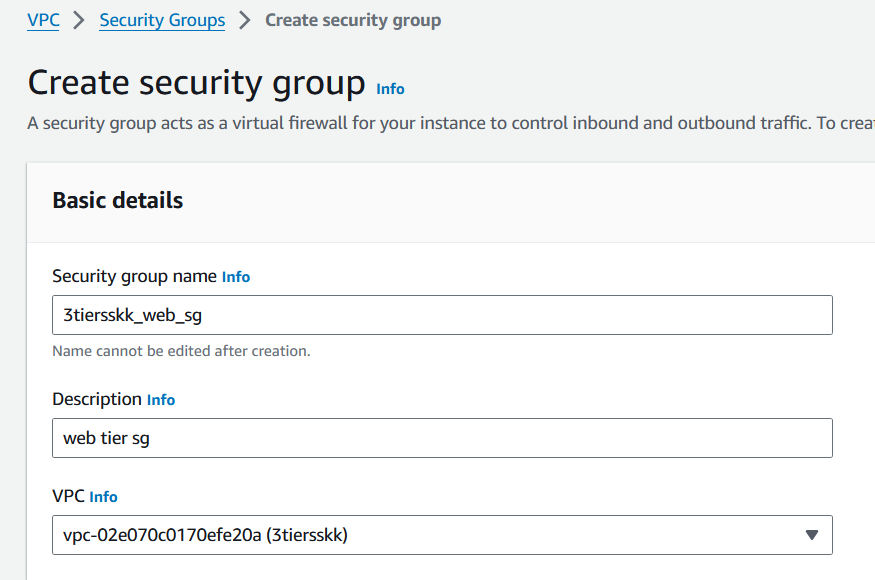 VPC > Security Groups > Create security group
Create security group Info
A security group acts as a virtual firewall for your instance to control inbound and outbound traffic. To
Basic details
Security group name Info
3tiersskk_web_sg
Name cannot be edited after creation.
Description Info
web tier sg
VPC Info
vpc-02e070c0170efe20a (3tiersskk)